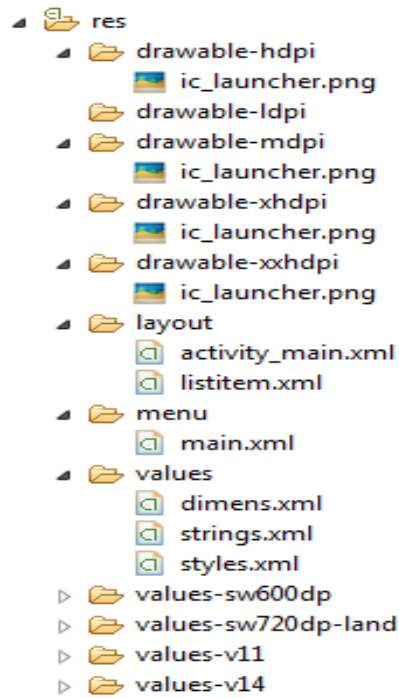 res
drawable-hdpi
ic_launcher.png
drawable-ldpi
drawable-mdpi
ic_launcher.png
drawable-xhdpi
ic_launcher.png
drawable-xxhdpi
ic_launcher.png
layout
activity_main.xml
listitem.xml
menu
main.xml
values
dimens.xml
strings.xml
styles.xml
values-sw600dp
values-sw720dp-land
values-v11
values-v14